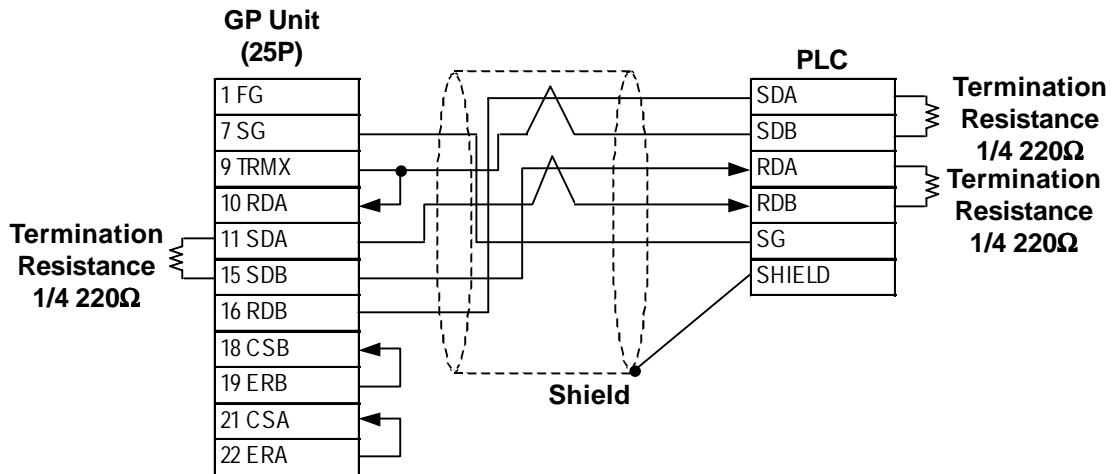 GP Unit
(25P)
1 FG
7 SG
9 TRMX
10 RDA
11 SDA
15 SDB
16 RDB
18 CSB
19 ERB
21 CSA
22 ERA
Termination
Resistance
1/4 220Ω
Shield
PLC
SDA
SDB
RDA
RDB
SG
SHIELD
Termination
Resistance
1/4 220Ω
Termination
Resistance
1/4 220Ω